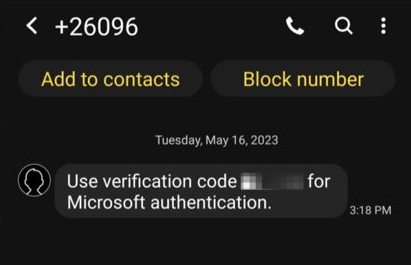 +26096
Add to contacts
Block number
Tuesday, May 16, 2023
Use verification code for
Microsoft authentication.
3:18 PM